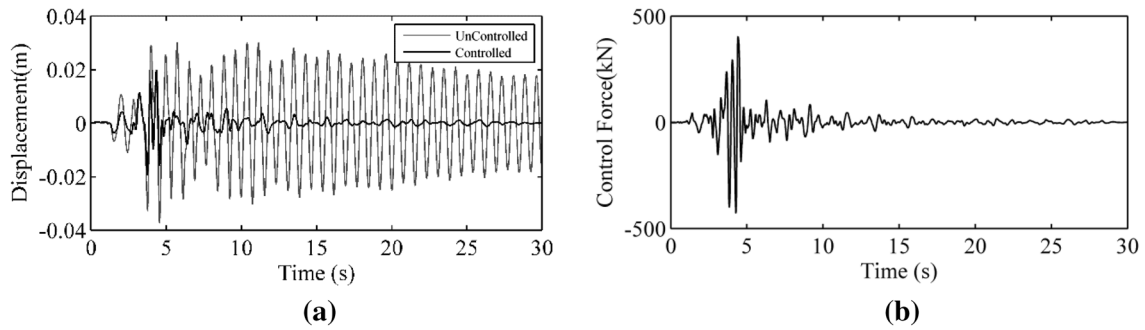 0.04
0.02
0
-0.02
-0.04
Displacement(m)
UnControlled
Controlled
0 5 10 15 20 25 30
Time (s)
(a)
500
0
-500
Control Force(kN)
0 5 10 15 20 25 30
Time (s)
(b)